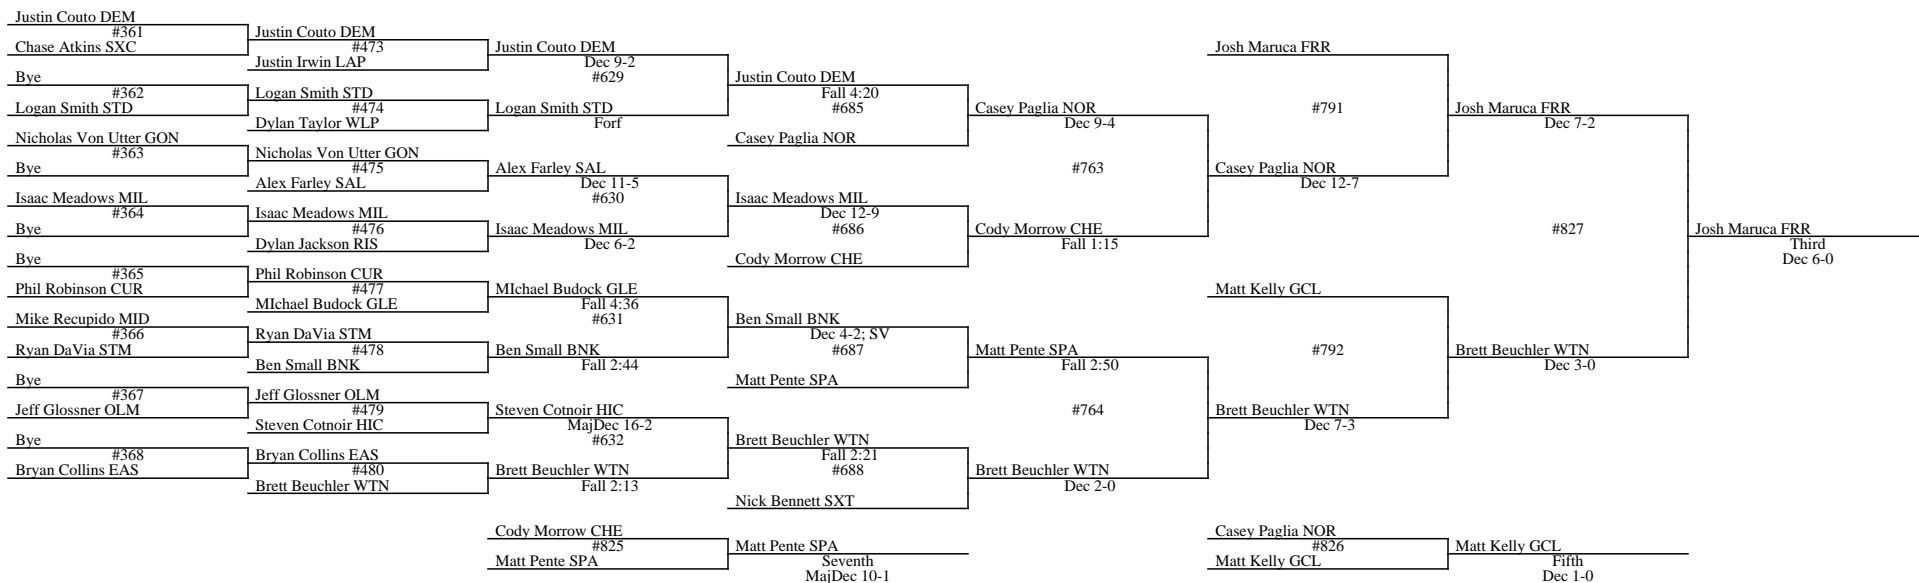 Justin Couto DEM
#361
Chase Atkins SXC
Bye
#362
Logan Smith STD
Nicholas Von Utter GON
#363
Bye
Isaac Meadows MIL
#364
Bye
Bye
#365
Phil Robinson CUR
Mike Recupido MID
#366
Ryan DaVia STM
Bye
#367
Jeff Glossner OLM
Bye
#368
Bryan Collins EAS
Justin Couto DEM
#473
Justin Irwin LAP
Logan Smith STD
#474
Dylan Taylor WLP
Nicholas Von Utter GON
#475
Alex Farley SAL
Isaac Meadows MIL
#476
Dylan Jackson RIS
Phil Robinson CUR
#477
MIchael Budock GLE
Ryan DaVia STM
#478
Ben Small BNK
Jeff Glossner OLM
#479
Steven Cotnoir HIC
Bryan Collins EAS
#480
Brett Beuchler WTN
Justin Couto DEM
Dec 9-2
#629
Logan Smith STD
Forf
Alex Farley SAL
Dec 11-5
#630
Isaac Meadows MIL
Dec 6-2
MIchael Budock GLE
Fall 4:36
#631
Ben Small BNK
Fall 2:44
Steven Cotnoir HIC
MajDec 16-2
#632
Brett Beuchler WTN
Fall 2:13
Justin Couto DEM
Fall 4:20
#685
Casey Paglia NOR
Isaac Meadows MIL
Dec 12-9
#686
Cody Morrow CHE
Ben Small BNK
Dec 4-2; SV
#687
Matt Pente SPA
Brett Beuchler WTN
Fall 2:21
#688
Nick Bennett SXT
Casey Paglia NOR
Dec 9-4
#763
Cody Morrow CHE
Fall 1:15
Matt Pente SPA
Fall 2:50
#764
Brett Beuchler WTN
Dec 2-0
Josh Maruca FRR
#791
Casey Paglia NOR
Dec 12-7
Matt Kelly GCL
#792
Brett Beuchler WTN
Dec 7-3
Josh Maruca FRR
Dec 7-2
#827
Brett Beuchler WTN
Dec 3-0
Josh Maruca FRR
Third
Dec 6-0
Cody Morrow CHE
#825
Matt Pente SPA
Matt Pente SPA
Seventh
MajDec 10-1
Casey Paglia NOR
#826
Matt Kelly GCL
Matt Kelly GCL
Fifth
Dec 1-0